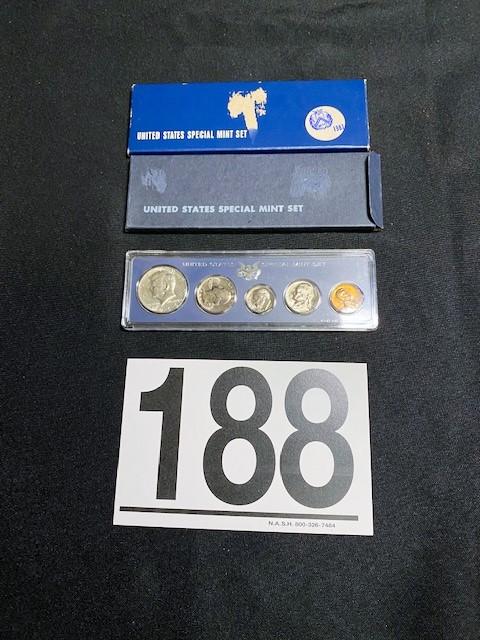 UNITED STATES SPECIAL MINT SET
1967
UNITED STATES SPECIAL MINT SET
UNITED STATES SPECIAL MINT SET
188
N.A.S.H. 800-326-7484